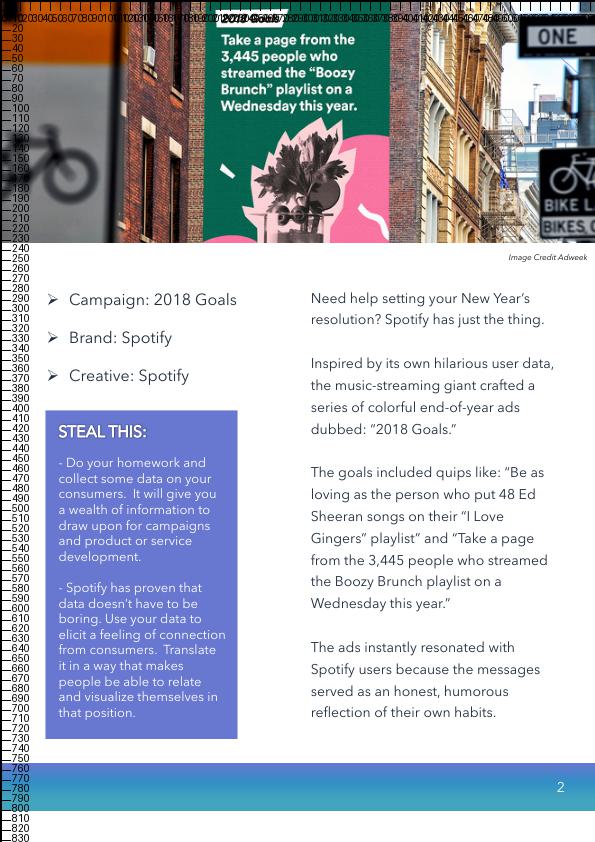 2018 Goals
Take a page from the
3,445 people who
streamed the “Boozy
Brunch” playlist on a
Wednesday this year.
ONE
BIKE L
BIKES
Image Credit Adweek
➢ Campaign: 2018 Goals
➢ Brand: Spotify
➢ Creative: Spotify
STEAL THIS:
- Do your homework and
collect some data on your
consumers.  It will give you
a wealth of information to
draw upon for campaigns
and product or service
development.
- Spotify has proven that
data doesn’t have to be
boring. Use your data to
elicit a feeling of connection
from consumers.  Translate
it in a way that makes
people be able to relate
and visualize themselves in
that position.
Need help setting your New Year’s
resolution? Spotify has just the thing.
Inspired by its own hilarious user data,
the music-streaming giant crafted a
series of colorful end-of-year ads
dubbed: “2018 Goals.”
The goals included quips like: “Be as
loving as the person who put 48 Ed
Sheeran songs on their “I Love
Gingers” playlist” and “Take a page
from the 3,445 people who streamed
the Boozy Brunch playlist on a
Wednesday this year.”
The ads instantly resonated with
Spotify users because the messages
served as an honest, humorous
reflection of their own habits.
2
20
30
40
50
60
70
80
90
100
110
120
130
140
150
160
170
180
190
200
210
220
230
240
250
260
270
280
290
300
310
320
330
340
350
360
370
380
390
400
410
420
430
440
450
460
470
480
490
500
510
520
530
540
550
560
570
580
590
600
610
620
630
640
650
660
670
680
690
700
710
720
730
740
750
760
770
780
790
800
810
820
830